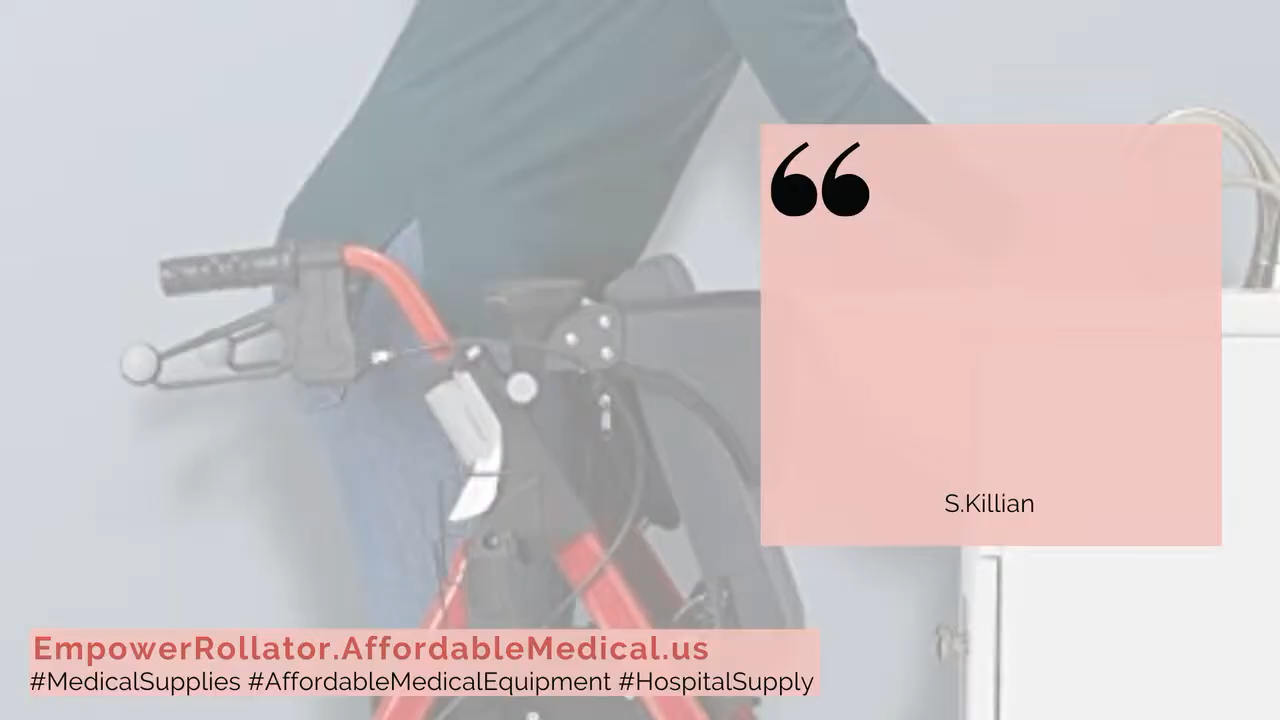 “
S.Killian
EmpowerRollator.AffordableMedical.us
#MedicalSupplies #AffordableMedicalEquipment #HospitalSupply